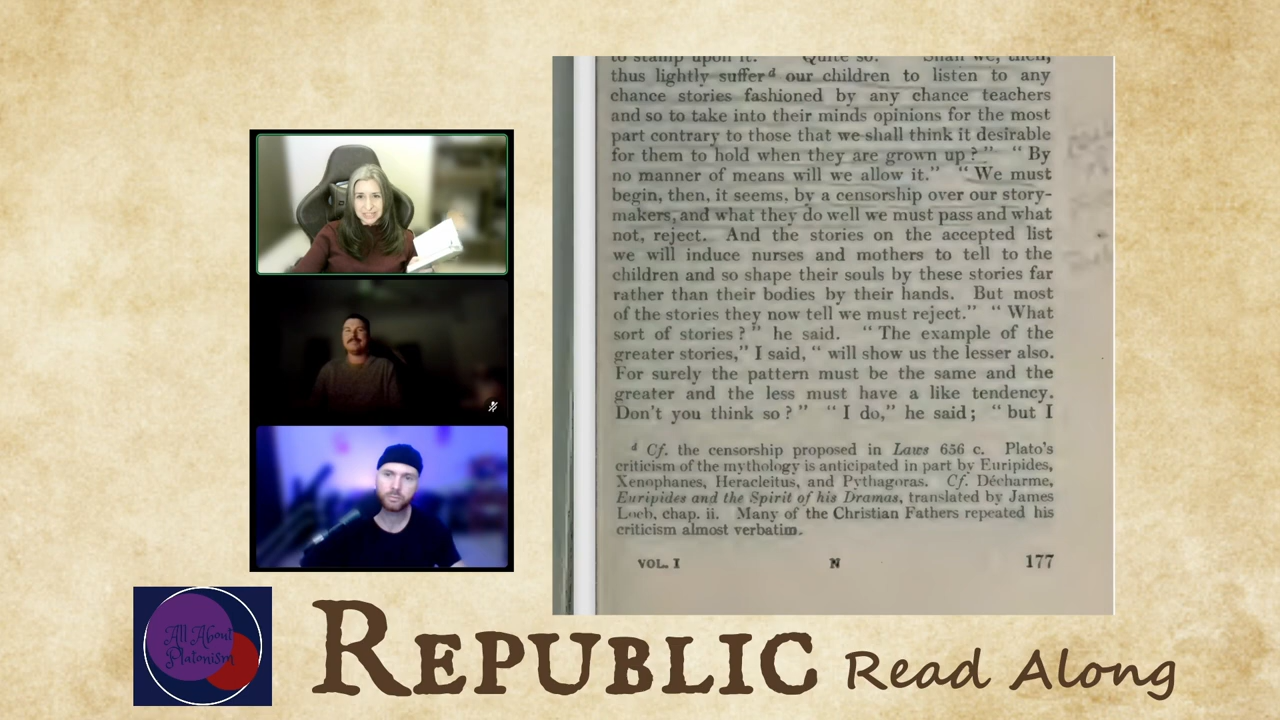 to stamp upon it." "Quite so." "Shall we, then,
thus lightly suffer d our children to listen to any
chance stories fashioned by any chance teachers
and so to take into their minds opinions for the most
part contrary to those that we shall think it desirable
for them to hold when they are grown up?" "By
no manner of means will we allow it." "We must
begin, then, it seems, by a censorship over our story-
makers, and what they do well we must pass and what
not, reject. And the stories on the accepted list
we will induce nurses and mothers to tell to the
children and so shape their souls by these stories far
rather than their bodies by their hands. But most
of the stories they now tell we must reject." "What
sort of stories?" he said. "The example of the
greater stories," I said, "will show us the lesser also.
For surely the pattern must be the same and the
greater and the less must have a like tendency.
Don't you think so?" "I do," he said; "but I
d Cf. the censorship proposed in Laws 656 c. Plato's
criticism of the mythology is anticipated in part by Euripides,
Xenophanes, Heracleitus, and Pythagoras. Cf. Décharme,
Euripides and the Spirit of his Dramas, translated by James
Loeb, chap. ii. Many of the Christian Fathers repeated his
criticism almost verbatim.
VOL. I N 177
All About
Platonism
REPUBLIC Read Along